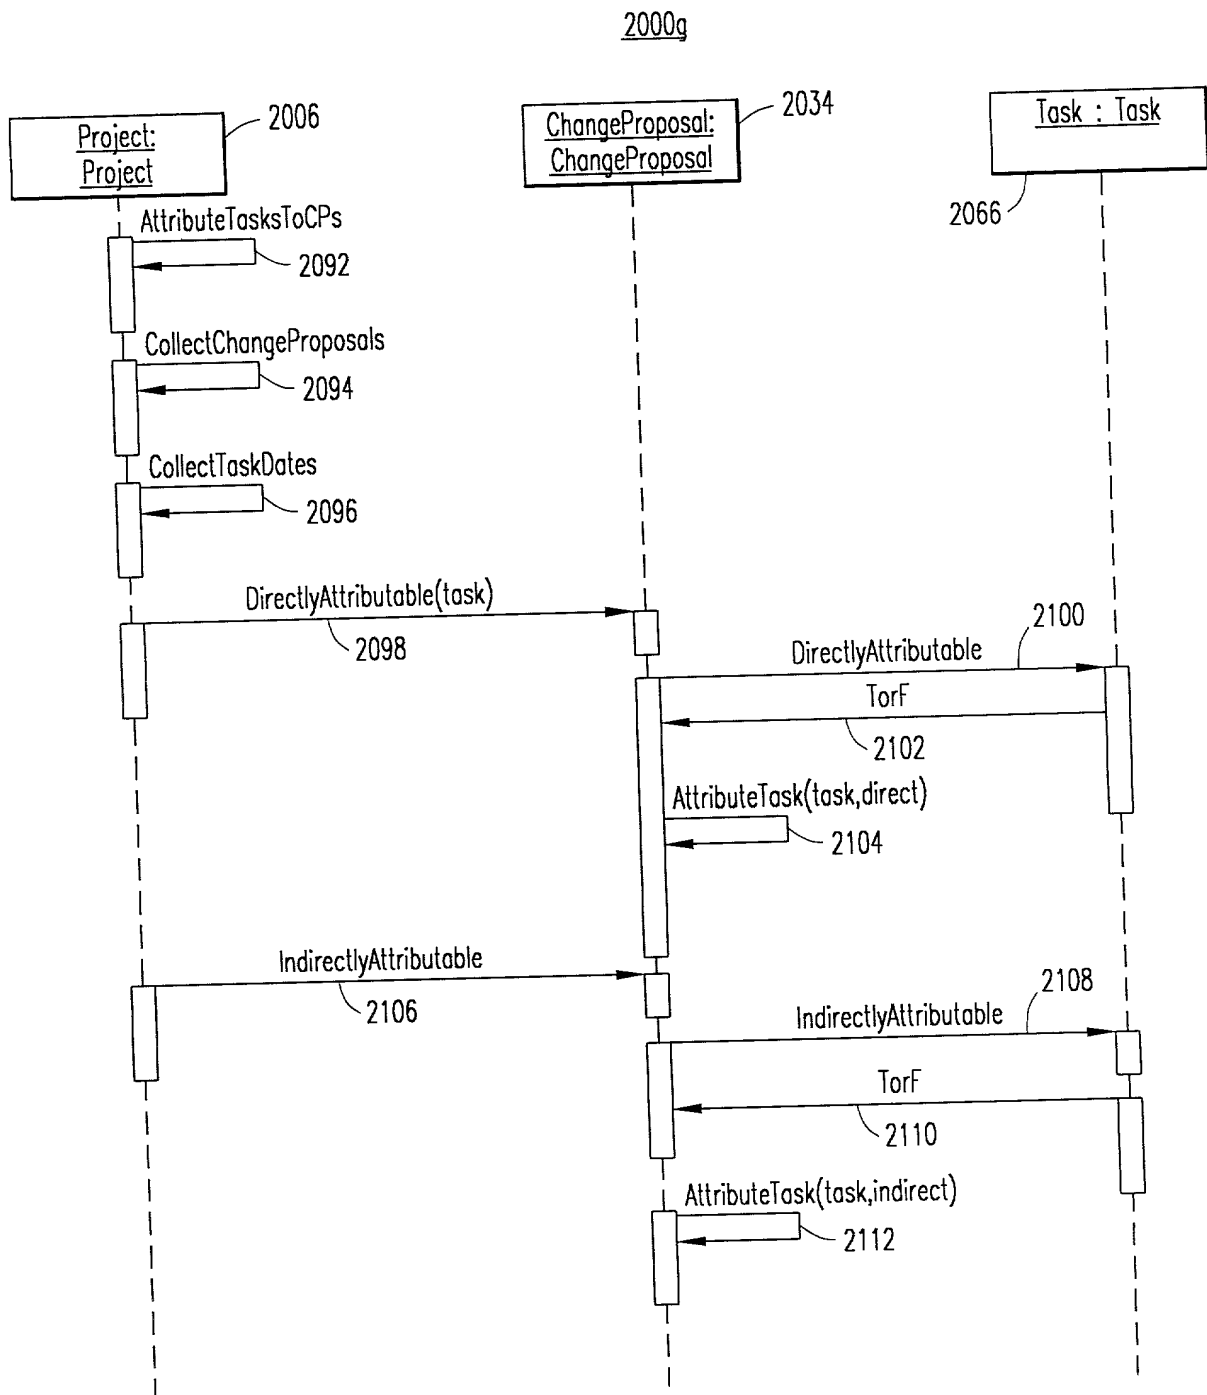 2000g
Project:
Project
2006
ChangeProposal:
ChangeProposal
2034
Task : Task
2066
AttributeTasksToCPs
2092
CollectChangeProposals
2094
CollectTaskDates
2096
DirectlyAttributable(task)
2098
DirectlyAttributable
2100
TorF
2102
AttributeTask(task,direct)
2104
IndirectlyAttributable
2106
IndirectlyAttributable
2108
TorF
2110
AttributeTask(task,indirect)
2112